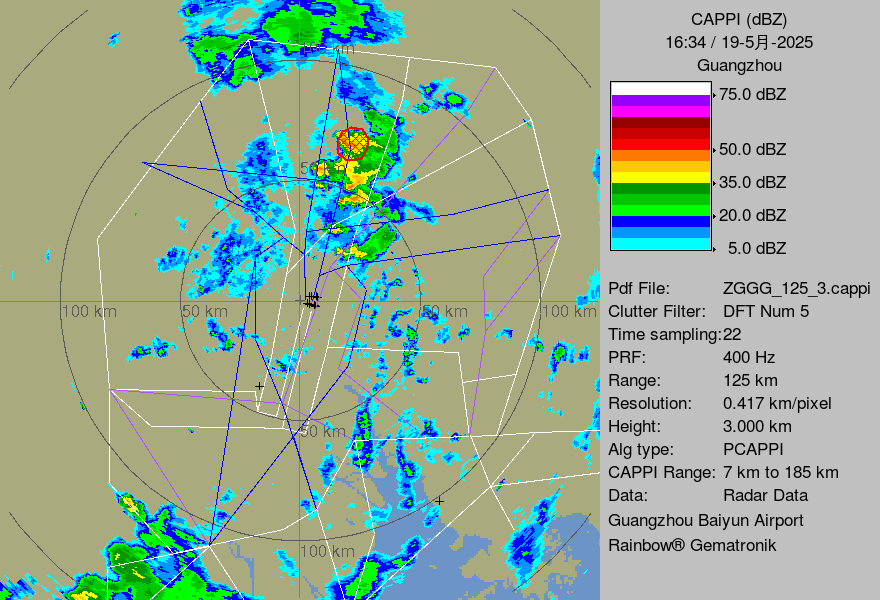 CAPPI (dBZ)
16:34 / 19-5月-2025
Guangzhou
75.0 dBZ
50.0 dBZ
35.0 dBZ
20.0 dBZ
5.0 dBZ
Pdf File: ZGGG_125_3.cappi
Clutter Filter: DFT Num 5
Time sampling:22
PRF: 400 Hz
Range: 125 km
Resolution: 0.417 km/pixel
Height: 3.000 km
Alg type: PCAPPI
CAPPI Range: 7 km to 185 km
Data: Radar Data
Guangzhou Baiyun Airport
Rainbow® Gematronik
km
50
100 km
50 km
50 km
100 km
50 km
100 km